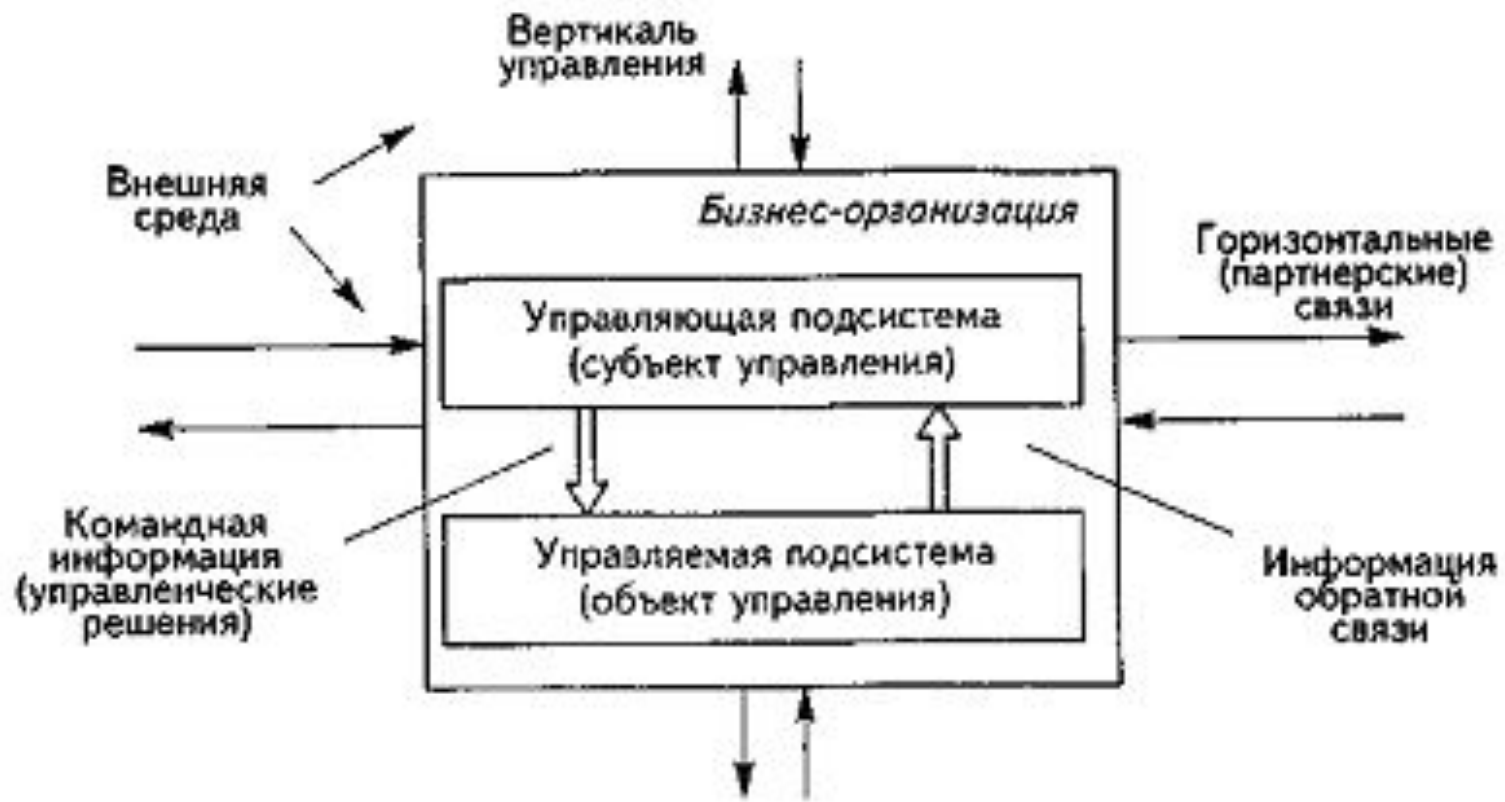 Вертикаль
управления
Внешняя
среда
Бизнес-организация
Горизонтальные
(партнерские)
связи
Управляющая подсистема
(субъект управления)
Командная
информация
(управленческие
решения)
Управляемая подсистема
(объект управления)
Информация
обратной
связи